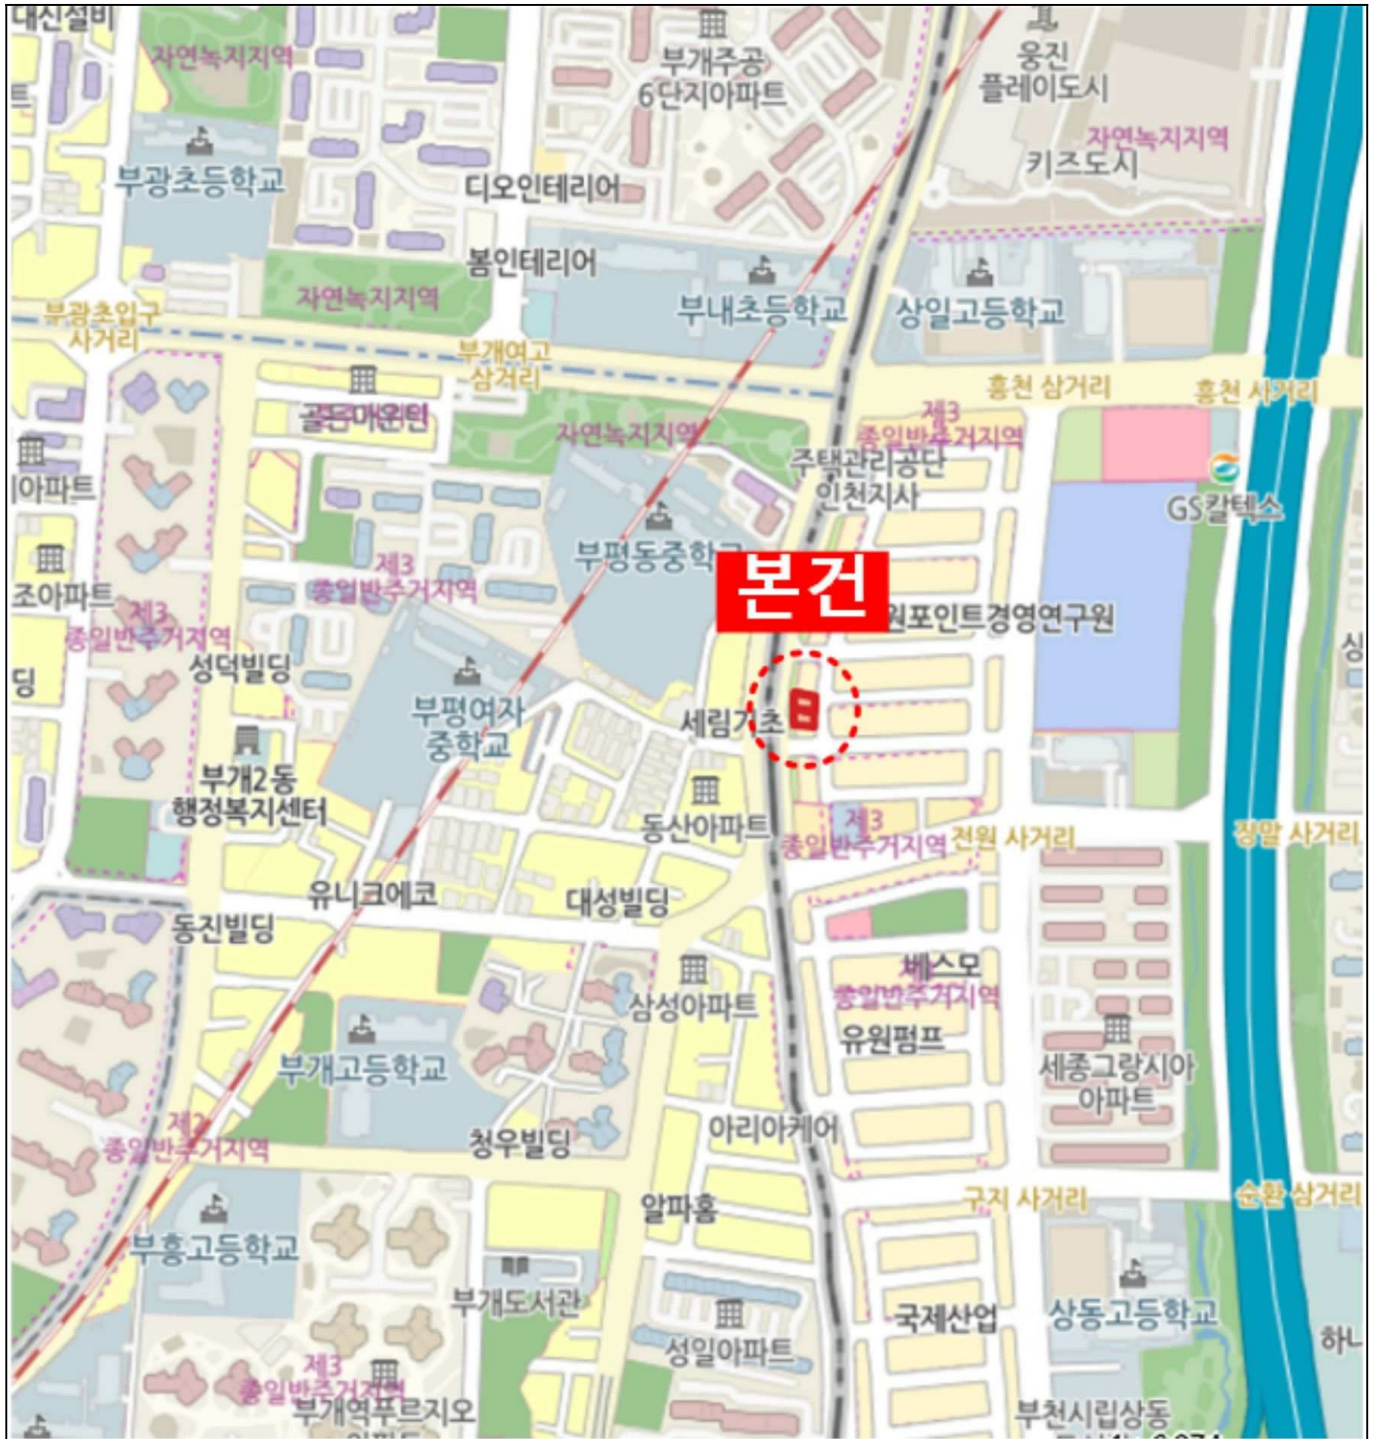 대신설비
자연녹지지역
부개주공
6단지아파트
웅진
플레이도시
자연녹지지역
키즈도시
트
부광초등학교
디오인테리어
봄인테리어
자연녹지지역
부내초등학교
상일고등학교
부광초입구
사거리
부개여고
삼거리
흥천 삼거리
흥천 사거리
골든마운틴
자연녹지지역
제3
종일반주거지역
주택관리공단
인천지사
GS칼텍스
아파트
부평동중학교
제3
종일반주거지역
본건
원포인트경영연구원
조아파트
제3
종일반주거지역
성덕빌딩
딩
싱
부평여자
중학교
세림기초
부개2동
행정복지센터
동산아파트
제3
종일반주거지역
전원 사거리
장말 사거리
유니크에코
대성빌딩
동진빌딩
베스모
종일반주거지역
삼성아파트
유원펌프
부개고등학교
세종그랑시아
아파트
제2
종일반주거지역
청우빌딩
아리아케어
알파홈
구지 사거리
순환 삼거리
부흥고등학교
부개도서관
국제산업
상동고등학교
성일아파트
하니
제3
종일반주거지역
부개역푸르지오
부천시립상동